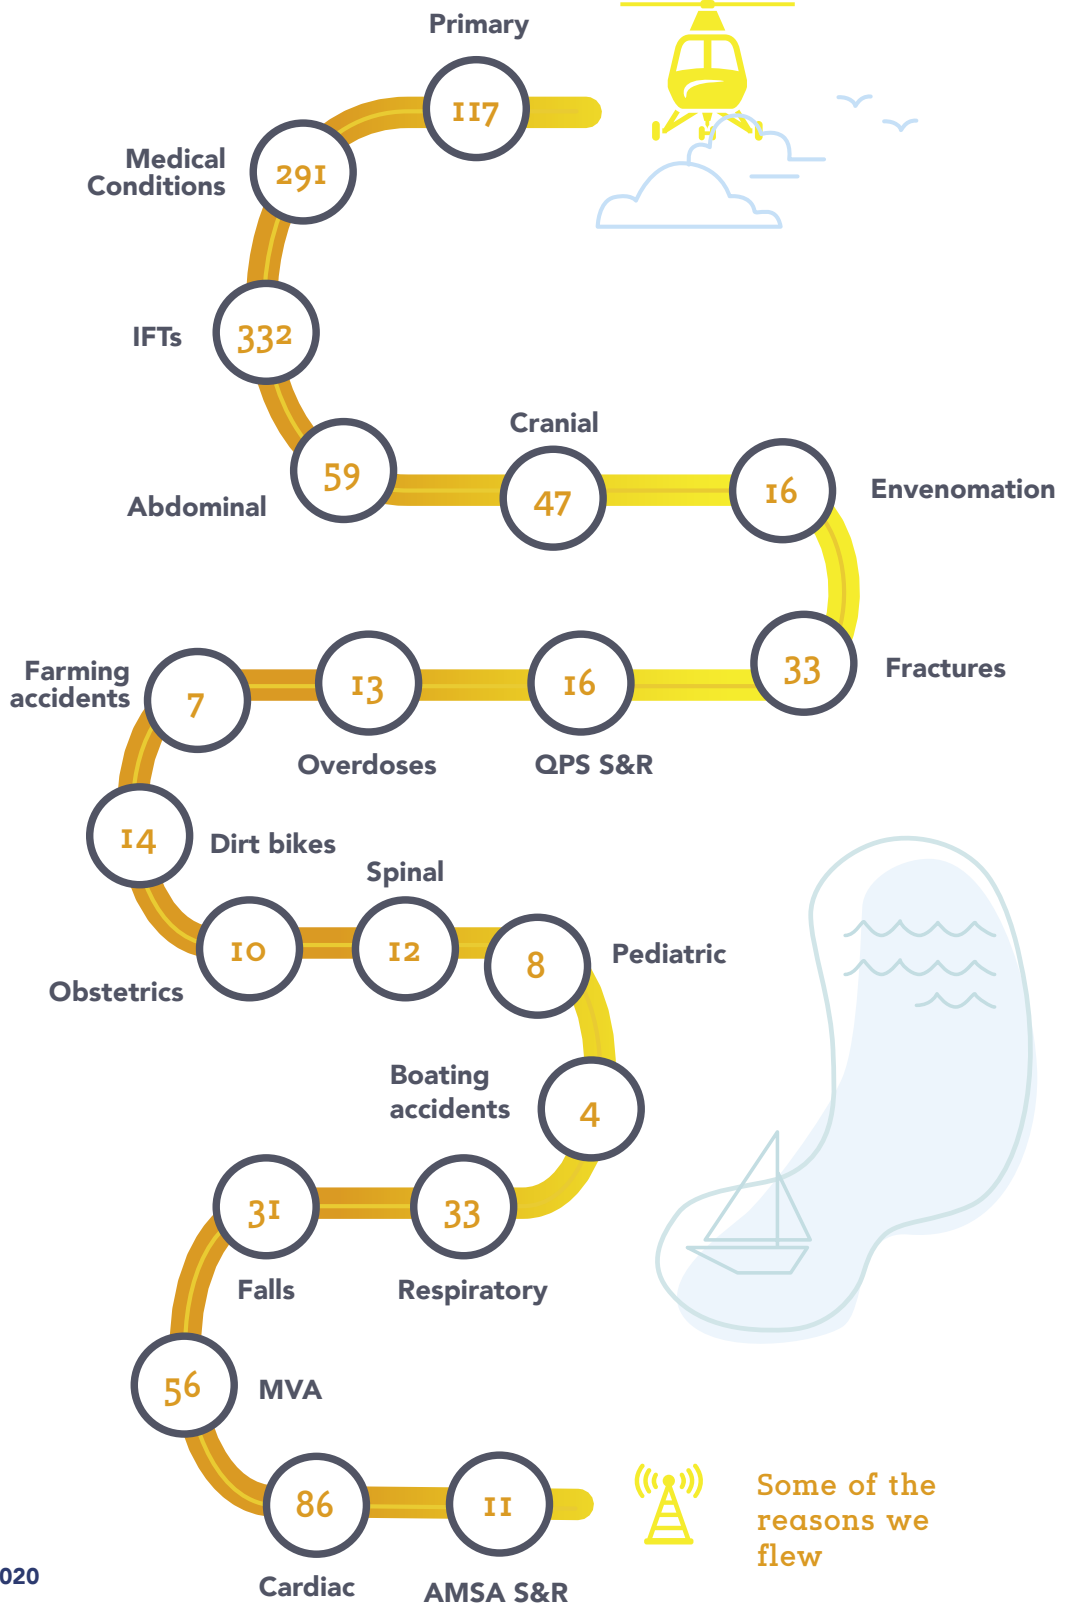 Primary
117
Medical
Conditions
291
IFTs
332
Abdominal
59
Cranial
47
16
Envenomation
33
Fractures
16
QPS S&R
13
Overdoses
Farming
accidents
7
14
Dirt bikes
10
Obstetrics
Spinal
12
8
Pediatric
Boating
accidents
4
33
Respiratory
31
Falls
56
MVA
86
Cardiac
11
AMSA S&R
Some of the
reasons we
flew
020